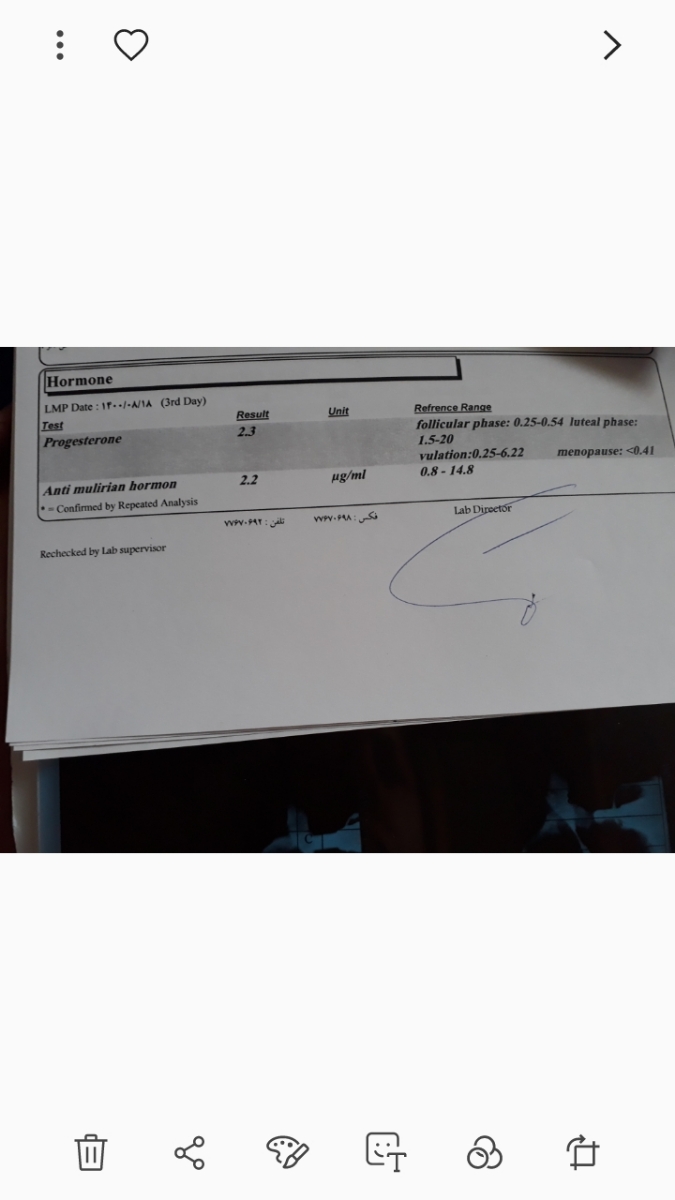 Hormone
LMP Date : ۱۴۰۰/۰۸/۱۸ (3rd Day)
Test Result Unit Refrence Range
Progesterone 2.3 follicular phase: 0.25-0.54 luteal phase:
1.5-20
vulation:0.25-6.22 menopause: <0.41
Anti mulirian hormon 2.2 µg/ml 0.8 - 14.8
* = Confirmed by Repeated Analysis
تلفن : ۷۷۶۷۰۶۹۲ فکس : ۷۷۶۷۰۶۹۸ Lab Director
Rechecked by Lab supervisor